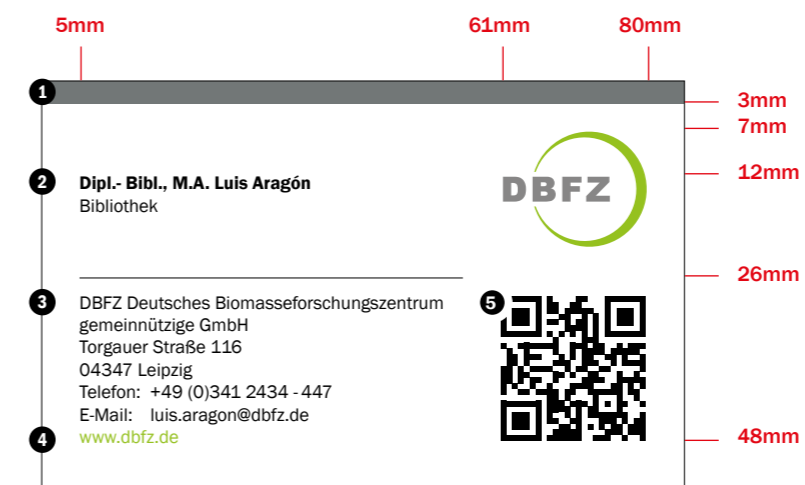 5mm 61mm 80mm
1
3mm
7mm
2 Dipl.- Bibl., M.A. Luis Aragón
Bibliothek
DBFZ
12mm
26mm
3 DBFZ Deutsches Biomasseforschungszentrum
gemeinnützige GmbH
Torgauer Straße 116
04347 Leipzig
Telefon: +49 (0)341 2434 - 447
E-Mail: luis.aragon@dbfz.de
4 www.dbfz.de
5
48mm